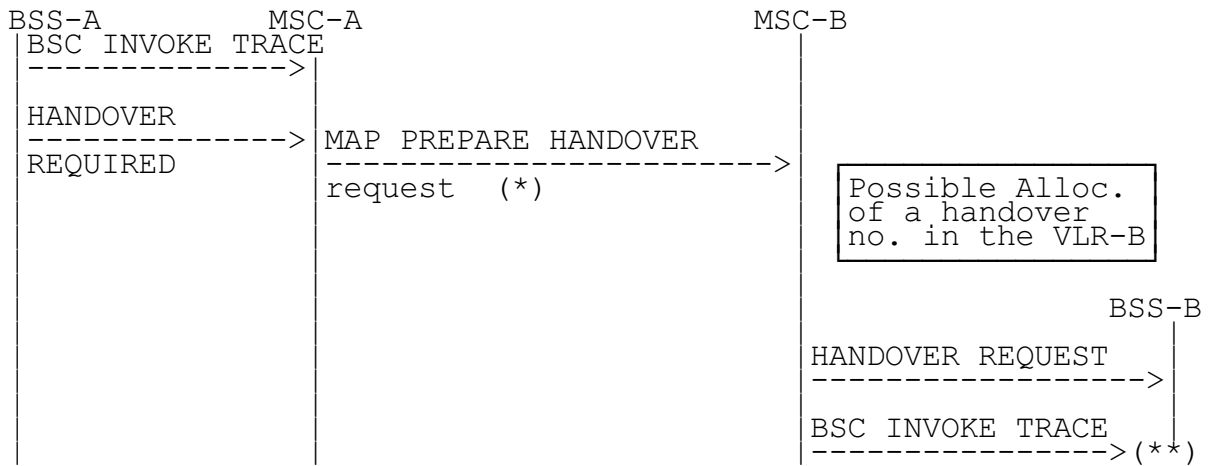 BSS-A MSC-A MSC-B
BSC INVOKE TRACE
HANDOVER
MAP PREPARE HANDOVER
REQUIRED
request (*)
Possible Alloc.
of a handover
no. in the VLR-B
BSS-B
HANDOVER REQUEST
BSC INVOKE TRACE
(**)